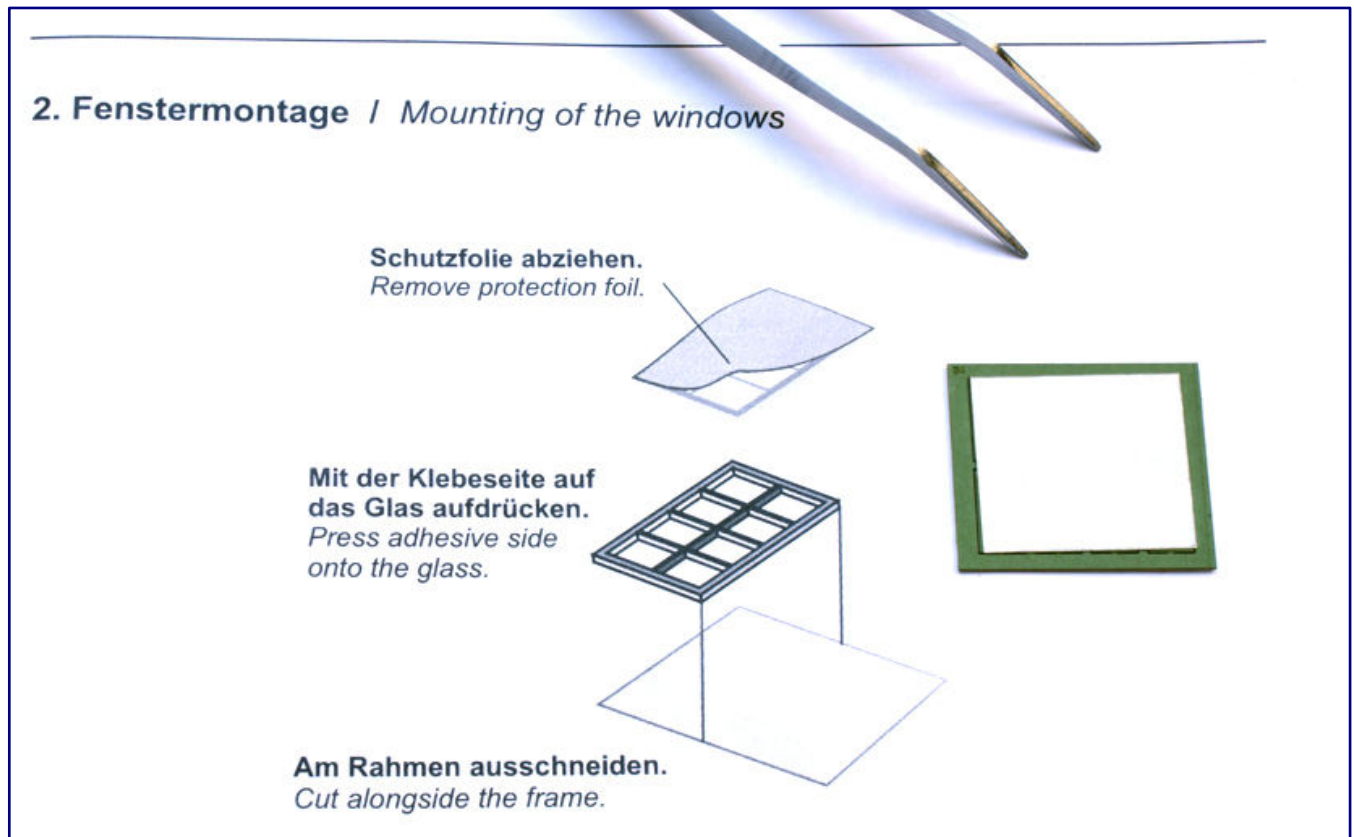 2. Fenstermontage / Mounting of the windows
Schutzfolie abziehen.
Remove protection foil.
Mit der Klebeseite auf
das Glas aufdrücken.
Press adhesive side
onto the glass.
Am Rahmen ausschneiden.
Cut alongside the frame.